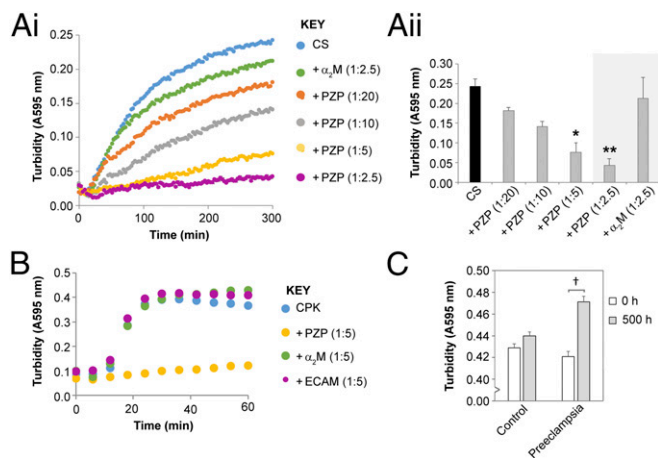 Ai
Turbidity (A595 nm)
0.25
0.20
0.15
0.10
0.05
0.00
0
100
200
300
Time (min)
KEY
CS
+ α₂M (1:2.5)
+ PZP (1:20)
+ PZP (1:10)
+ PZP (1:5)
+ PZP (1:2.5)
Aii
Turbidity (A595 nm)
0.30
0.25
0.20
0.15
0.10
0.05
0.00
*
**
CS
+ PZP (1:20)
+ PZP (1:10)
+ PZP (1:5)
+ PZP (1:2.5)
+ α₂M (1:2.5)
B
Turbidity (A595 nm)
0.5
0.4
0.3
0.2
0.1
0.0
0
20
40
60
Time (min)
KEY
CPK
+ PZP (1:5)
+ α₂M (1:5)
+ ECAM (1:5)
C
Turbidity (A595 nm)
0.50
0.48
0.46
0.44
0.42
0.40
†
0 h
500 h
Control
Preeclampsia